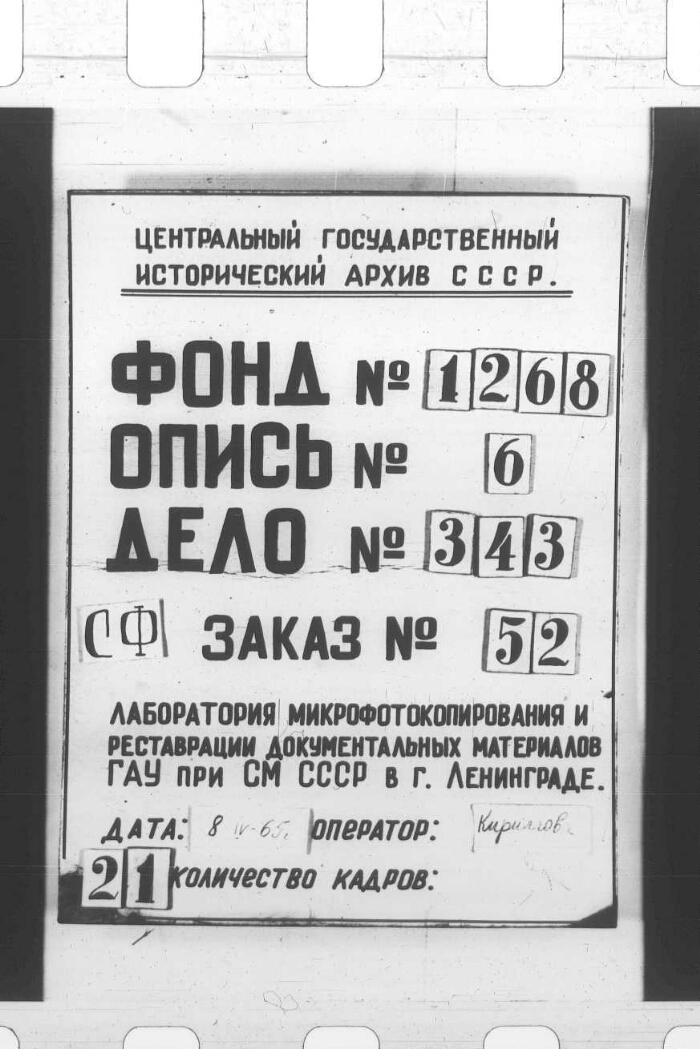 ЦЕНТРАЛЬНЫЙ ГОСУДАРСТВЕННЫЙ
ИСТОРИЧЕСКИЙ АРХИВ СССР.
ФОНД № 1268
ОПИСЬ № 6
ДЕЛО № 343
СФ ЗАКАЗ № 52
ЛАБОРАТОРИЯ МИКРОФОТОКОПИРОВАНИЯ И
РЕСТАВРАЦИИ ДОКУМЕНТАЛЬНЫХ МАТЕРИАЛОВ
ГАУ при СМ СССР в г. ЛЕНИНГРАДЕ.
ДАТА: 8 IV-65. ОПЕРАТОР:
21 КОЛИЧЕСТВО КАДРОВ: